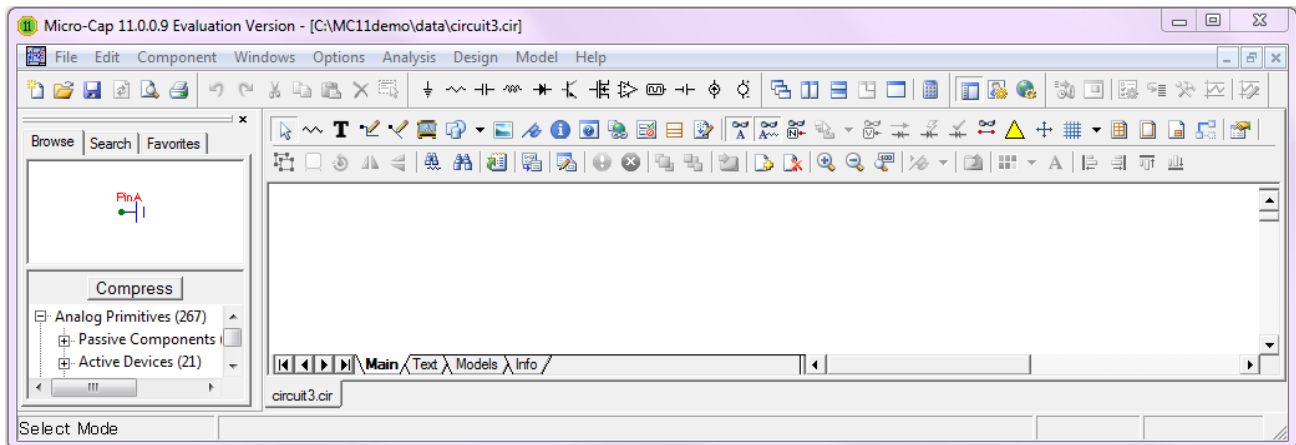 Micro-Cap 11.0.0.9 Evaluation Version - [C:\MC11demo\data\circuit3.cir]
File Edit Component Windows Options Analysis Design Model Help
Browse Search Favorites
PinA
Compress
Analog Primitives (267)
Passive Components (
Active Devices (21)
Main Text Models Info
circuit3.cir
Select Mode